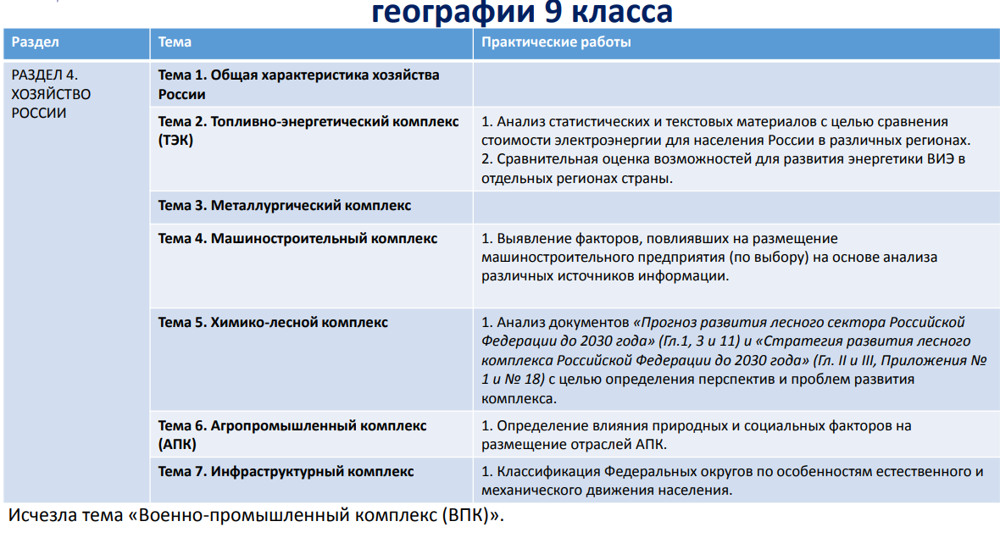 географии 9 класса
Раздел
Тема
Практические работы
РАЗДЕЛ 4.
ХОЗЯЙСТВО
РОССИИ
Тема 1. Общая характеристика хозяйства
России
Тема 2. Топливно-энергетический комплекс
(ТЭК)
1. Анализ статистических и текстовых материалов с целью сравнения
стоимости электроэнергии для населения России в различных регионах.
2. Сравнительная оценка возможностей для развития энергетики ВИЭ в
отдельных регионах страны.
Тема 3. Металлургический комплекс
Тема 4. Машиностроительный комплекс
1. Выявление факторов, повлиявших на размещение
машиностроительного предприятия (по выбору) на основе анализа
различных источников информации.
Тема 5. Химико-лесной комплекс
1. Анализ документов «Прогноз развития лесного сектора Российской
Федерации до 2030 года» (Гл.1, 3 и 11) и «Стратегия развития лесного
комплекса Российской Федерации до 2030 года» (Гл. II и III, Приложения №
1 и № 18) с целью определения перспектив и проблем развития
комплекса.
Тема 6. Агропромышленный комплекс
(АПК)
1. Определение влияния природных и социальных факторов на
размещение отраслей АПК.
Тема 7. Инфраструктурный комплекс
1. Классификация Федеральных округов по особенностям естественного и
механического движения населения.
Исчезла тема «Военно-промышленный комплекс (ВПК)».